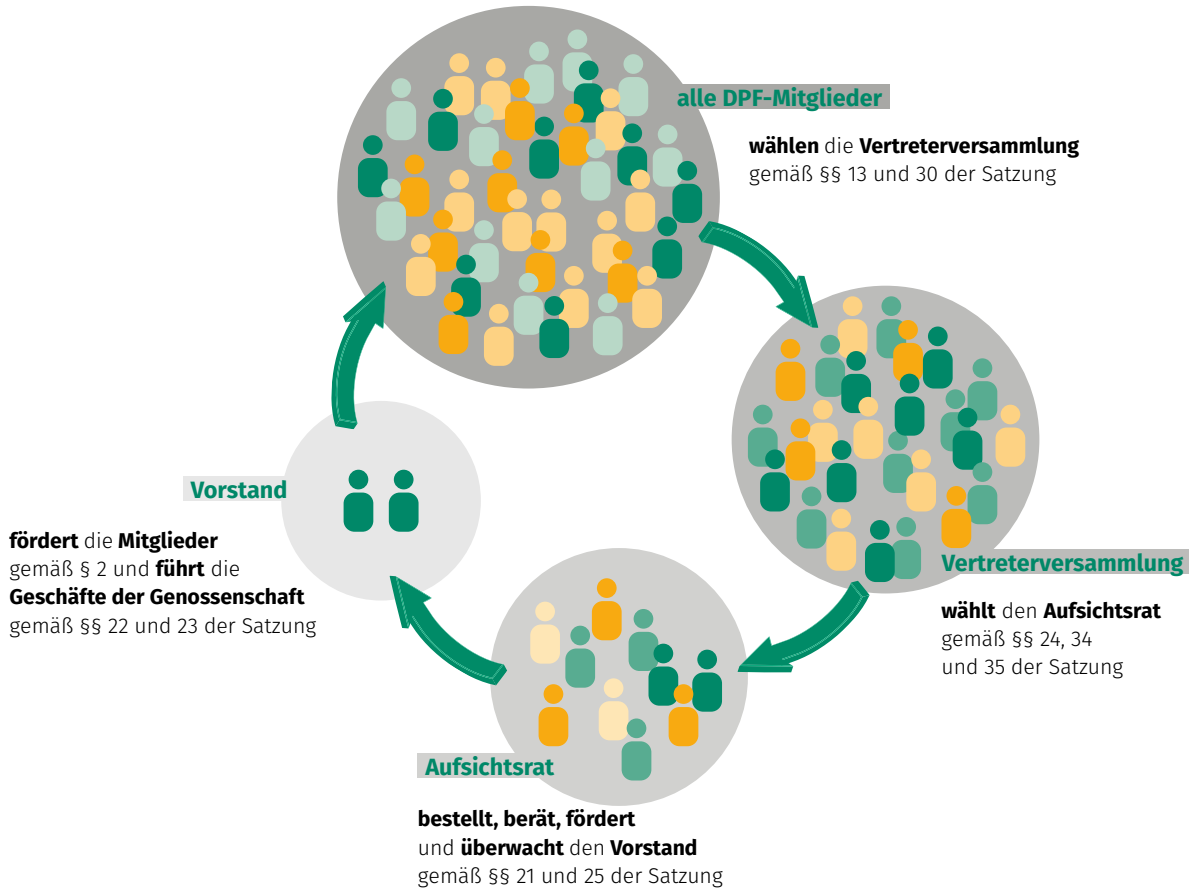 alle DPF-Mitglieder
wählen die Vertreterversammlung
gemäß §§ 13 und 30 der Satzung
Vertreterversammlung
wählt den Aufsichtsrat
gemäß §§ 24, 34
und 35 der Satzung
Aufsichtsrat
bestellt, berät, fördert
und überwacht den Vorstand
gemäß §§ 21 und 25 der Satzung
Vorstand
fördert die Mitglieder
gemäß § 2 und führt die
Geschäfte der Genossenschaft
gemäß §§ 22 und 23 der Satzung